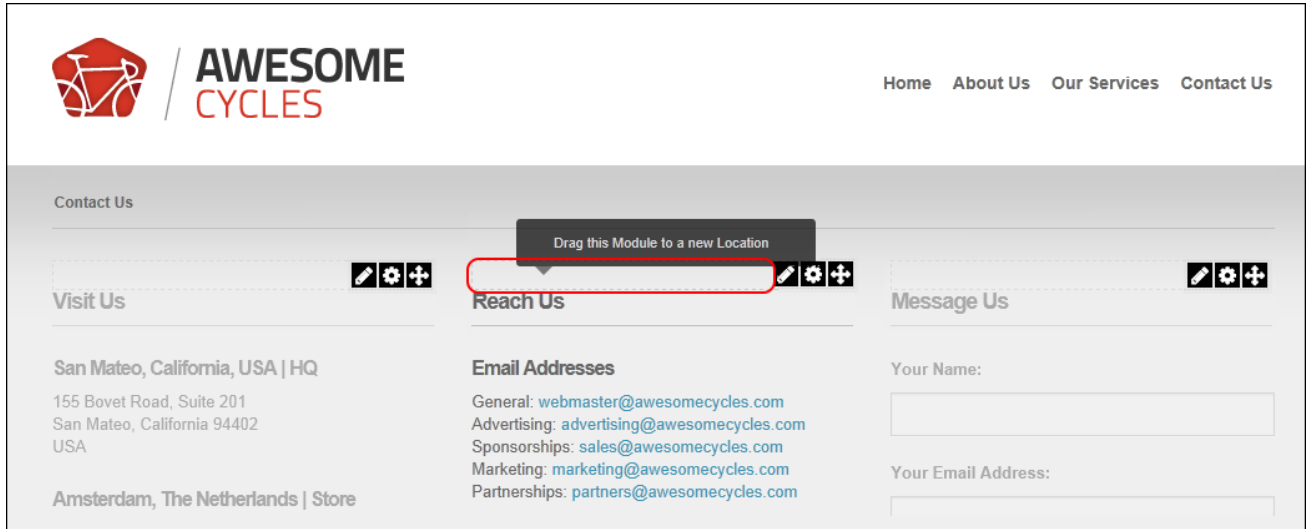 AWESOME
CYCLES
Home About Us Our Services Contact Us
Contact Us
Drag this Module to a new Location
Visit Us
San Mateo, California, USA | HQ
155 Bovet Road, Suite 201
San Mateo, California 94402
USA
Amsterdam, The Netherlands | Store
Reach Us
Email Addresses
General: webmaster@awesomecycles.com
Advertising: advertising@awesomecycles.com
Sponsorships: sales@awesomecycles.com
Marketing: marketing@awesomecycles.com
Partnerships: partners@awesomecycles.com
Message Us
Your Name:
Your Email Address: